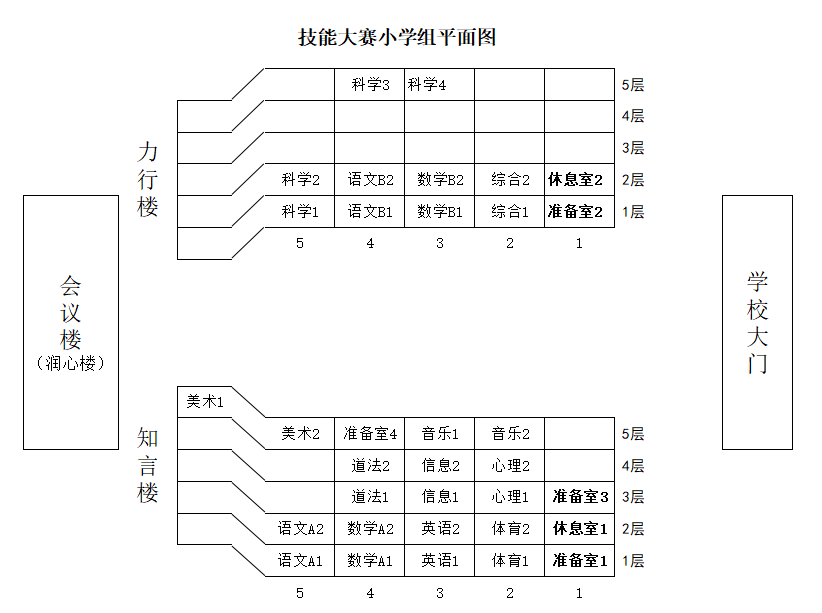 技能大赛小学组平面图
科学3 科学4 5层
4层
3层
力行楼
科学2 语文B2 数学B2 综合2 休息室2 2层
科学1 语文B1 数学B1 综合1 准备室2 1层
5 4 3 2 1
会议楼
（润心楼）
学校大门
美术1
知言楼
美术2 准备室4 音乐1 音乐2 5层
道法2 信息2 心理2 4层
道法1 信息1 心理1 准备室3 3层
语文A2 数学A2 英语2 体育2 休息室1 2层
语文A1 数学A1 英语1 体育1 准备室1 1层
5 4 3 2 1